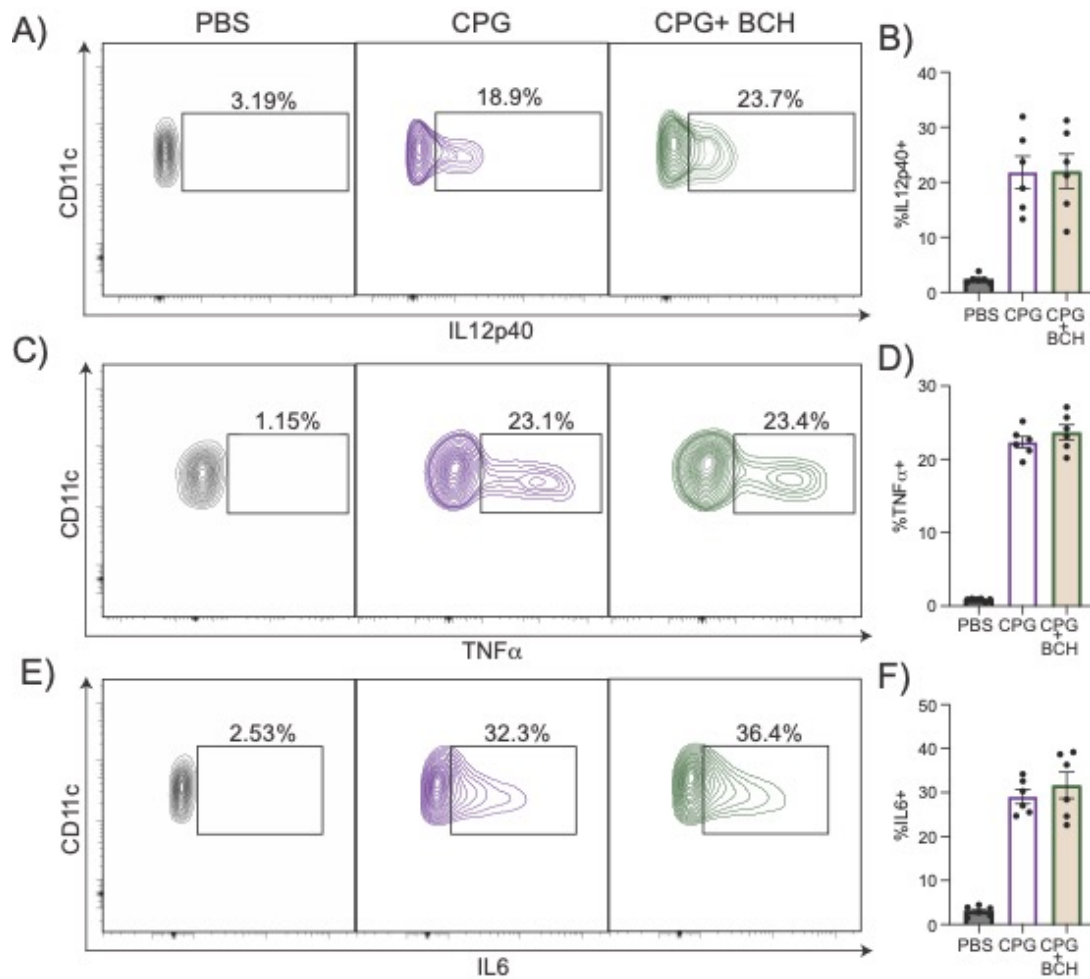 A) PBS CPG CPG+ BCH
3.19% 18.9% 23.7%
CD11c
IL12p40
B)
40
30
20
10
0
%IL12p40+
PBS CPG CPG
+
BCH
C)
1.15% 23.1% 23.4%
CD11c
TNFα
D)
30
20
10
0
%TNFα+
PBS CPG CPG
+
BCH
E)
2.53% 32.3% 36.4%
CD11c
IL6
F)
50
40
30
20
10
0
%IL6+
PBS CPG CPG
+
BCH